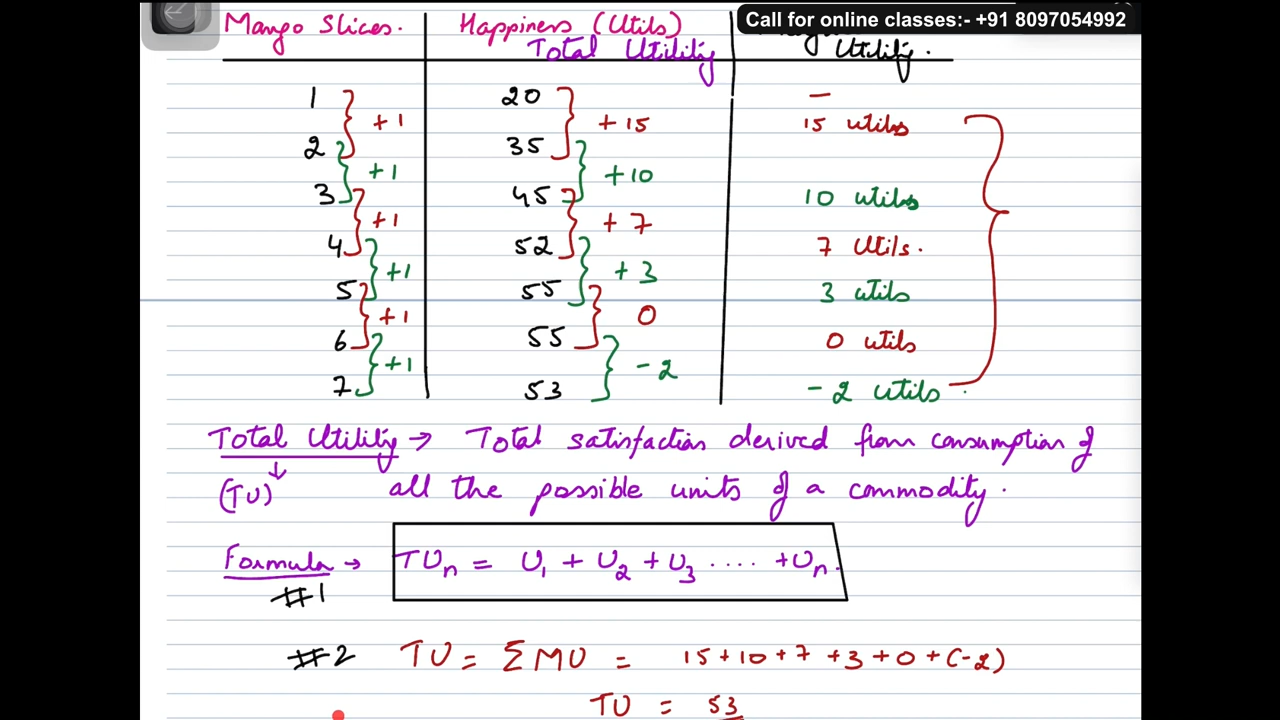 Call for online classes:- +91 8097054992
Mango Slices. Happiness (Utils)
Total Utility Utility.
1 20 —
+1 +15 15 utils
2 35
+1 +10
3 45 10 utils
+1 +7
4 52 7 Utils.
+1 +3
5 55 3 utils
+1 0
6 55 0 utils
+1 -2
7 53 -2 utils
Total Utility → Total satisfaction derived from consumption of
(TU) all the possible units of a commodity.
Formula → TUn = U1 + U2 + U3 .... + Un.
#1
#2 TU = ΣMU = 15+10+7+3+0+(-2)
TU = 53